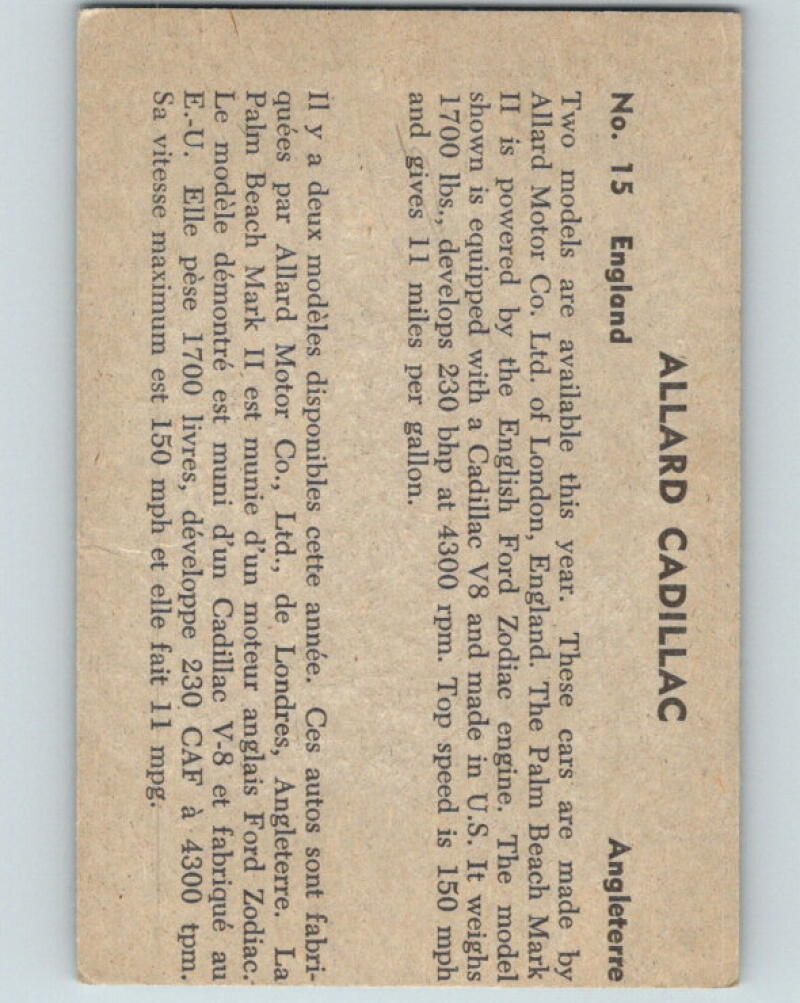 ALLARD CADILLAC
No. 15 England Angleterre
Two models are available this year. These cars are made by
Allard Motor Co. Ltd. of London, England. The Palm Beach Mark
II is powered by the English Ford Zodiac engine. The model
shown is equipped with a Cadillac V8 and made in U.S. It weighs
1700 lbs., develops 230 bhp at 4300 rpm. Top speed is 150 mph
and gives 11 miles per gallon.
Il y a deux modèles disponibles cette année. Ces autos sont fabri-
quées par Allard Motor Co., Ltd., de Londres, Angleterre. La
Palm Beach Mark II est munie d'un moteur anglais Ford Zodiac.
Le modèle démontré est muni d'un Cadillac V-8 et fabriqué au
E.-U. Elle pèse 1700 livres, développe 230 CAF à 4300 tpm.
Sa vitesse maximum est 150 mph et elle fait 11 mpg.